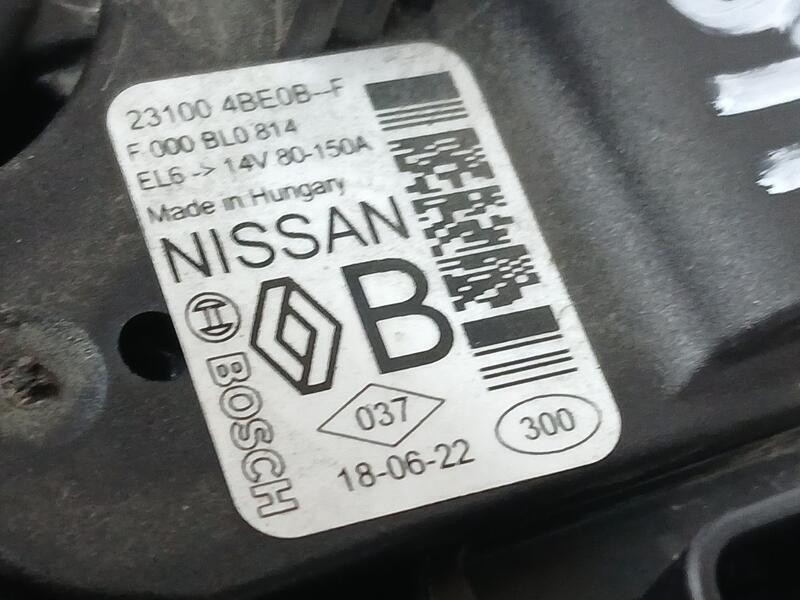 23100 4BE0B--F
F 000 BL0 814
EL6 -> 14V 80-150A
Made in Hungary
NISSAN
B
BOSCH
037
300
18-06-22